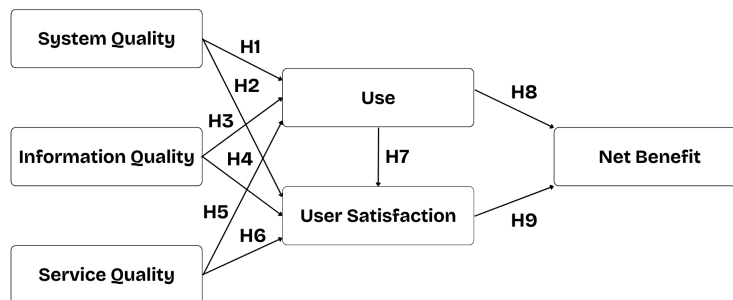 System Quality
H1
H2
Use
H8
H3
Information Quality
H4
H7
Net Benefit
H5
User Satisfaction
H9
H6
Service Quality